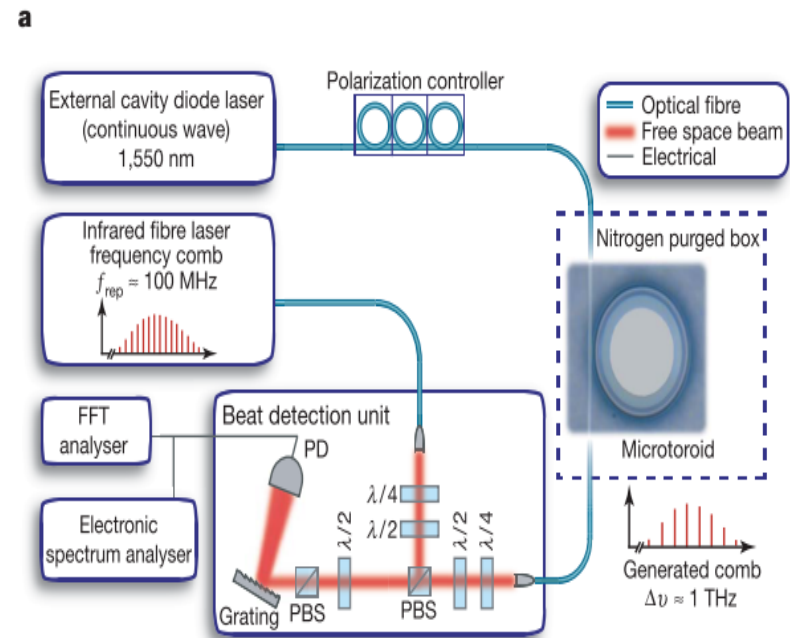 a
External cavity diode laser
(continuous wave)
1,550 nm
Polarization controller
Optical fibre
Free space beam
Electrical
Infrared fibre laser
frequency comb
f_rep = 100 MHz
Nitrogen purged box
Microtoroid
FFT
analyser
Electronic
spectrum analyser
Beat detection unit
PD
λ/4
λ/2
λ/2
λ/2
λ/4
Grating
PBS
PBS
Generated comb
Δυ ≈ 1 THz